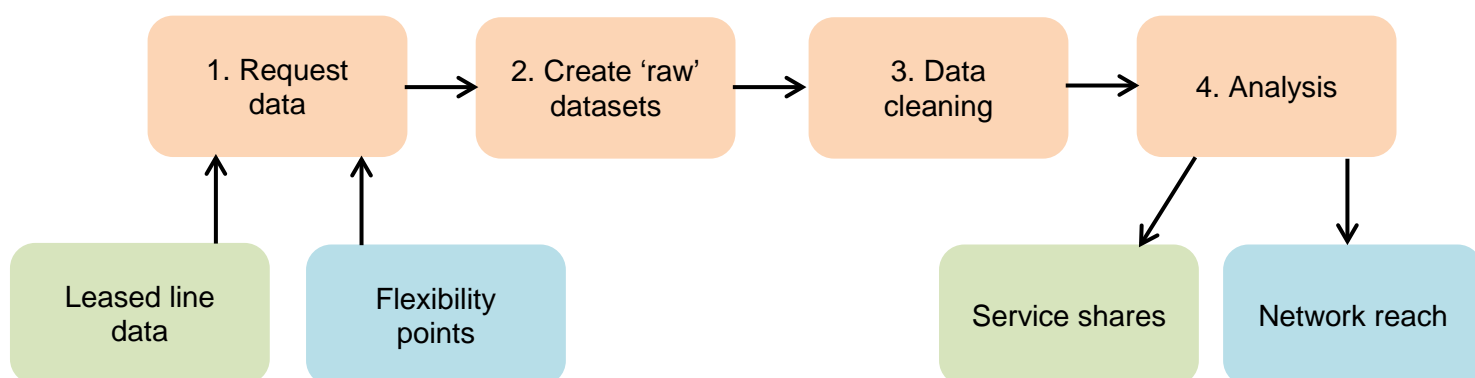 1. Request
data
2. Create ‘raw’
datasets
3. Data
cleaning
4. Analysis
Leased line
data
Flexibility
points
Service shares
Network reach